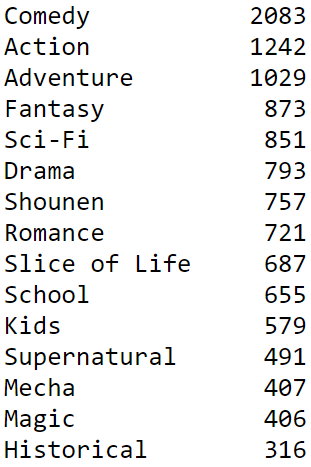 Comedy 2083
Action 1242
Adventure 1029
Fantasy 873
Sci-Fi 851
Drama 793
Shounen 757
Romance 721
Slice of Life 687
School 655
Kids 579
Supernatural 491
Mecha 407
Magic 406
Historical 316